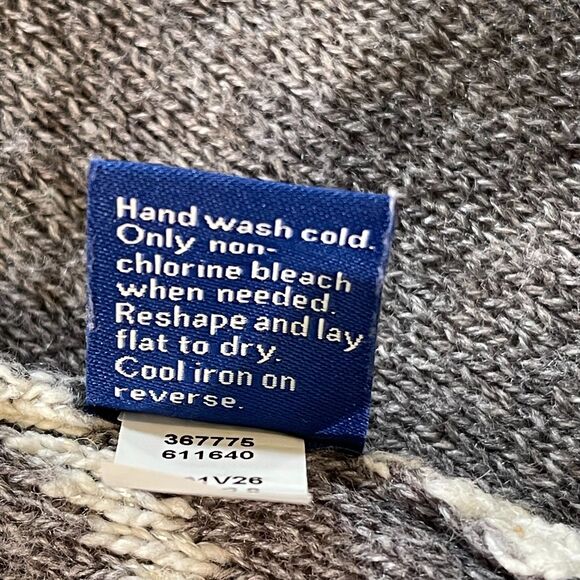 Hand wash cold.
Only non-
chlorine bleach
when needed.
Reshape and lay
flat to dry.
Cool iron on
reverse.
367775
611640